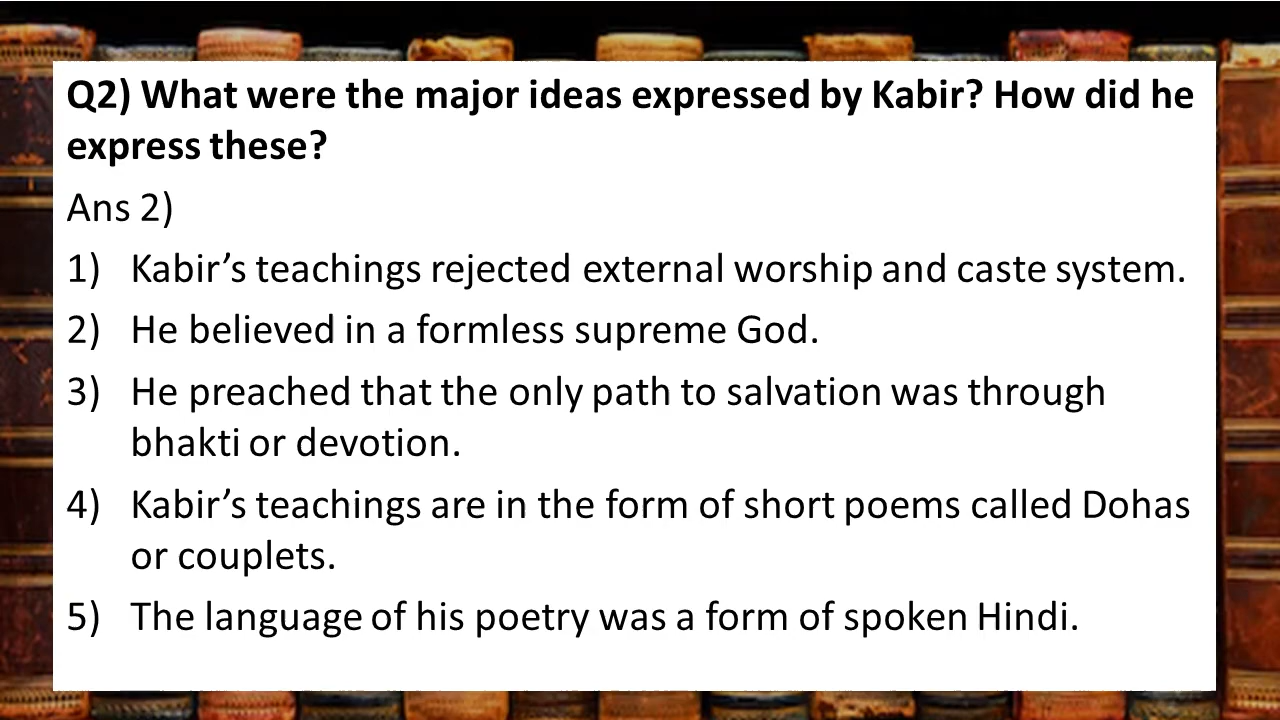 Q2) What were the major ideas expressed by Kabir? How did he
express these?
Ans 2)
1) Kabir’s teachings rejected external worship and caste system.
2) He believed in a formless supreme God.
3) He preached that the only path to salvation was through
bhakti or devotion.
4) Kabir’s teachings are in the form of short poems called Dohas
or couplets.
5) The language of his poetry was a form of spoken Hindi.